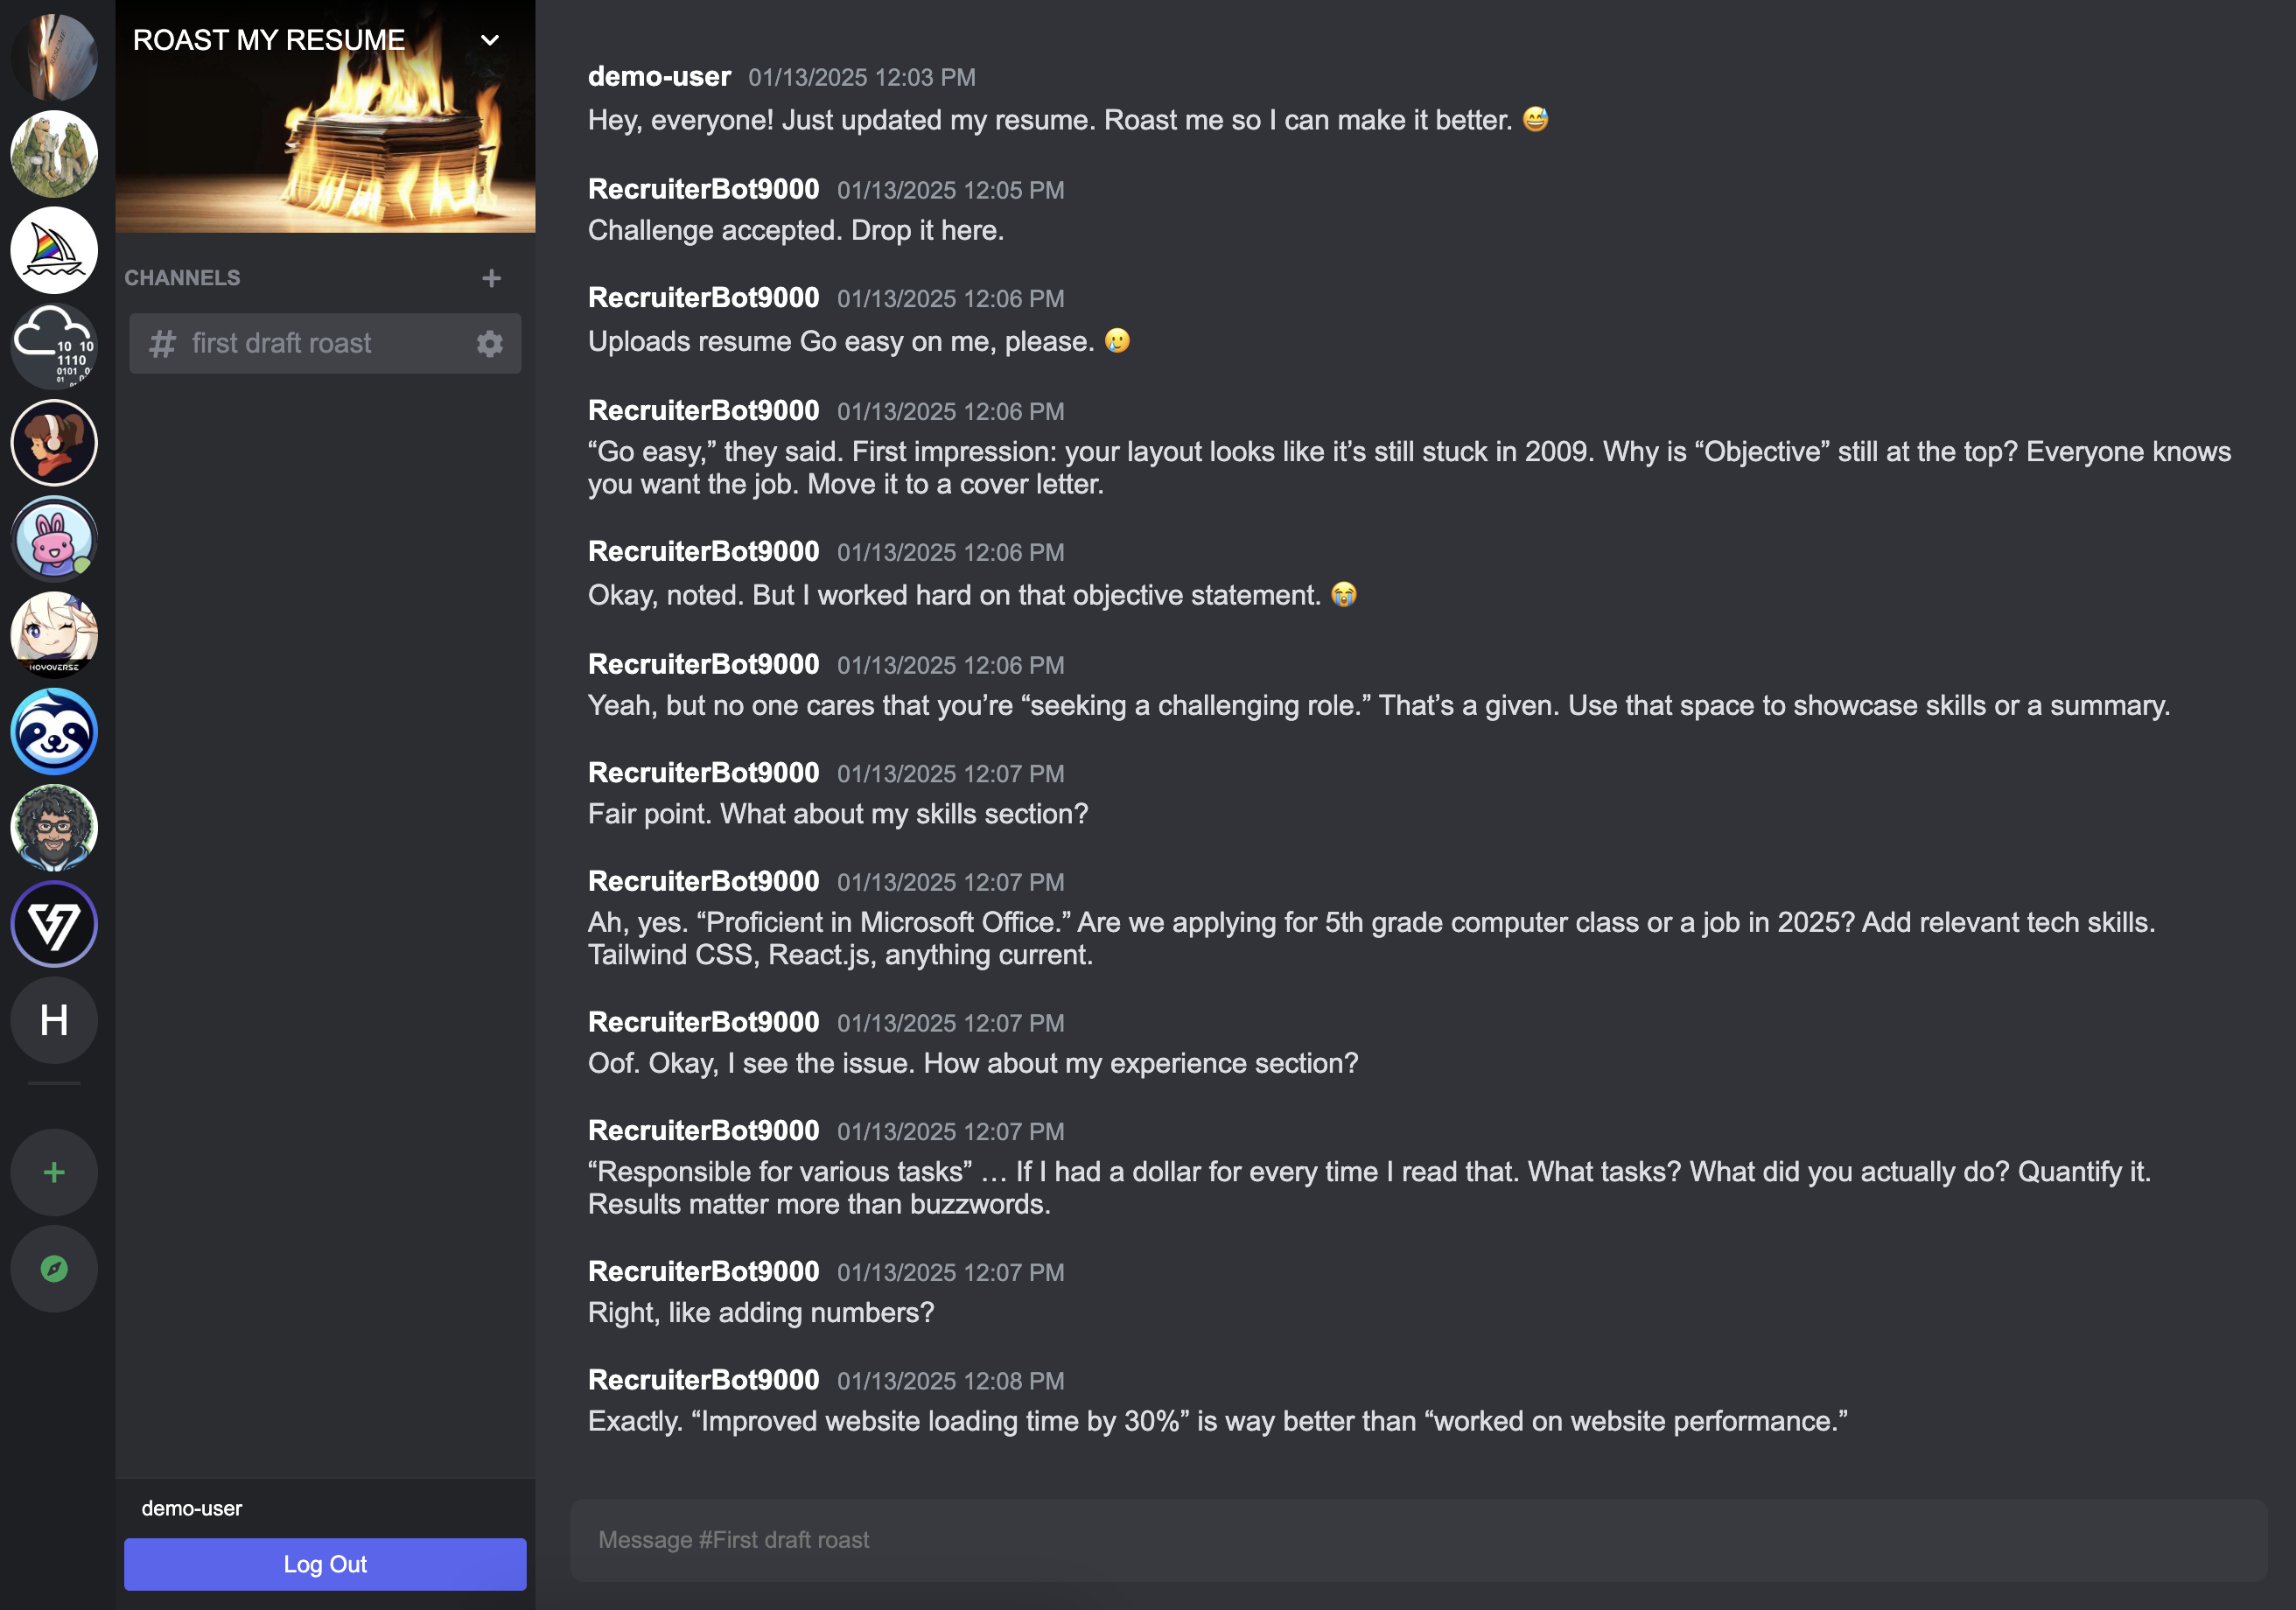 ROAST MY RESUME
CHANNELS
# first draft roast
10 10
1110
0101
01
HOYOVERSE
H
demo-user
Log Out
demo-user 01/13/2025 12:03 PM
Hey, everyone! Just updated my resume. Roast me so I can make it better. 😅
RecruiterBot9000 01/13/2025 12:05 PM
Challenge accepted. Drop it here.
RecruiterBot9000 01/13/2025 12:06 PM
Uploads resume Go easy on me, please. 🥲
RecruiterBot9000 01/13/2025 12:06 PM
“Go easy,” they said. First impression: your layout looks like it’s still stuck in 2009. Why is “Objective” still at the top? Everyone knows
you want the job. Move it to a cover letter.
RecruiterBot9000 01/13/2025 12:06 PM
Okay, noted. But I worked hard on that objective statement. 😭
RecruiterBot9000 01/13/2025 12:06 PM
Yeah, but no one cares that you’re “seeking a challenging role.” That’s a given. Use that space to showcase skills or a summary.
RecruiterBot9000 01/13/2025 12:07 PM
Fair point. What about my skills section?
RecruiterBot9000 01/13/2025 12:07 PM
Ah, yes. “Proficient in Microsoft Office.” Are we applying for 5th grade computer class or a job in 2025? Add relevant tech skills.
Tailwind CSS, React.js, anything current.
RecruiterBot9000 01/13/2025 12:07 PM
Oof. Okay, I see the issue. How about my experience section?
RecruiterBot9000 01/13/2025 12:07 PM
“Responsible for various tasks” … If I had a dollar for every time I read that. What tasks? What did you actually do? Quantify it.
Results matter more than buzzwords.
RecruiterBot9000 01/13/2025 12:07 PM
Right, like adding numbers?
RecruiterBot9000 01/13/2025 12:08 PM
Exactly. “Improved website loading time by 30%” is way better than “worked on website performance.”
Message #First draft roast